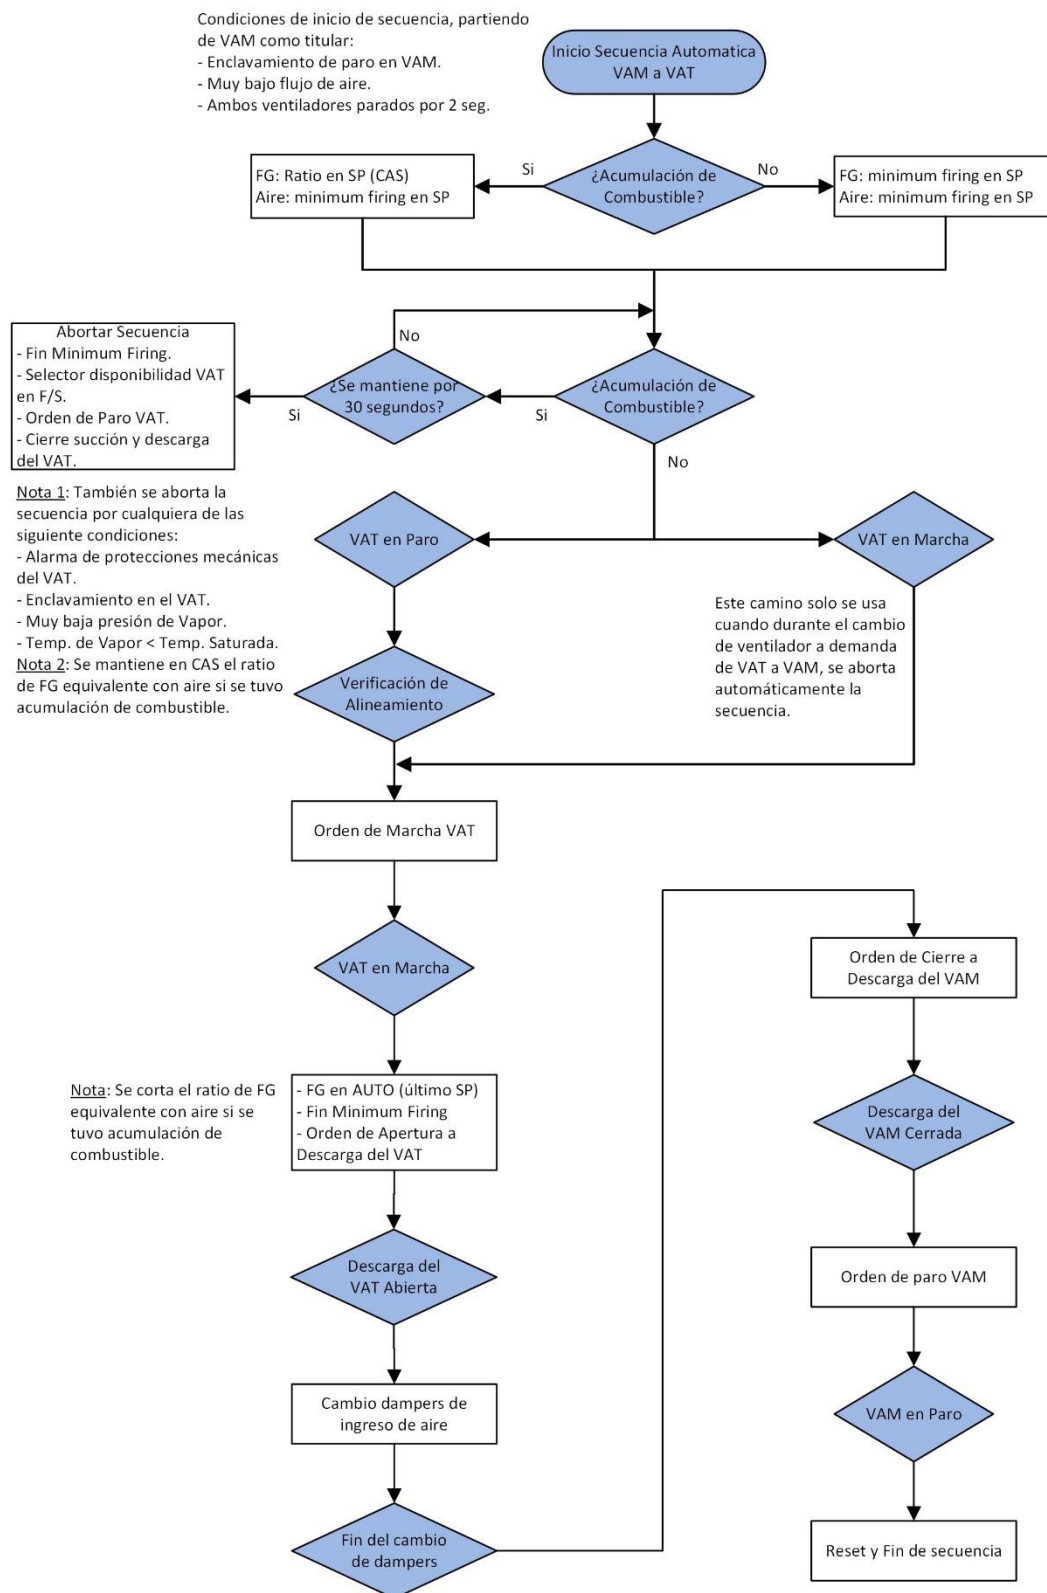 Condiciones de inicio de secuencia, partiendo
de VAM como titular:
- Enclavamiento de paro en VAM.
- Muy bajo flujo de aire.
- Ambos ventiladores parados por 2 seg.
Inicio Secuencia Automatica
VAM a VAT
Si
No
FG: Ratio en SP (CAS)
Aire: minimum firing en SP
¿Acumulación de
Combustible?
FG: minimum firing en SP
Aire: minimum firing en SP
Abortar Secuencia
- Fin Minimum Firing.
- Selector disponibilidad VAT
en F/S.
- Orden de Paro VAT.
- Cierre succión y descarga
del VAT.
No
¿Se mantiene por
30 segundos?
Si
¿Acumulación de
Combustible?
Si
No
Nota 1: También se aborta la
secuencia por cualquiera de las
siguiente condiciones:
- Alarma de protecciones mecánicas
del VAT.
- Enclavamiento en el VAT.
- Muy baja presión de Vapor.
- Temp. de Vapor < Temp. Saturada.
Nota 2: Se mantiene en CAS el ratio
de FG equivalente con aire si se tuvo
acumulación de combustible.
VAT en Paro
VAT en Marcha
Este camino solo se usa
cuando durante el cambio
de ventilador a demanda
de VAT a VAM, se aborta
automáticamente la
secuencia.
Verificación de
Alineamiento
Orden de Marcha VAT
VAT en Marcha
Nota: Se corta el ratio de FG
equivalente con aire si se
tuvo acumulación de
combustible.
- FG en AUTO (último SP)
- Fin Minimum Firing
- Orden de Apertura a
Descarga del VAT
Descarga del
VAT Abierta
Cambio dampers de
ingreso de aire
Fin del cambio
de dampers
Orden de Cierre a
Descarga del VAM
Descarga del
VAM Cerrada
Orden de paro VAM
VAM en Paro
Reset y Fin de secuencia